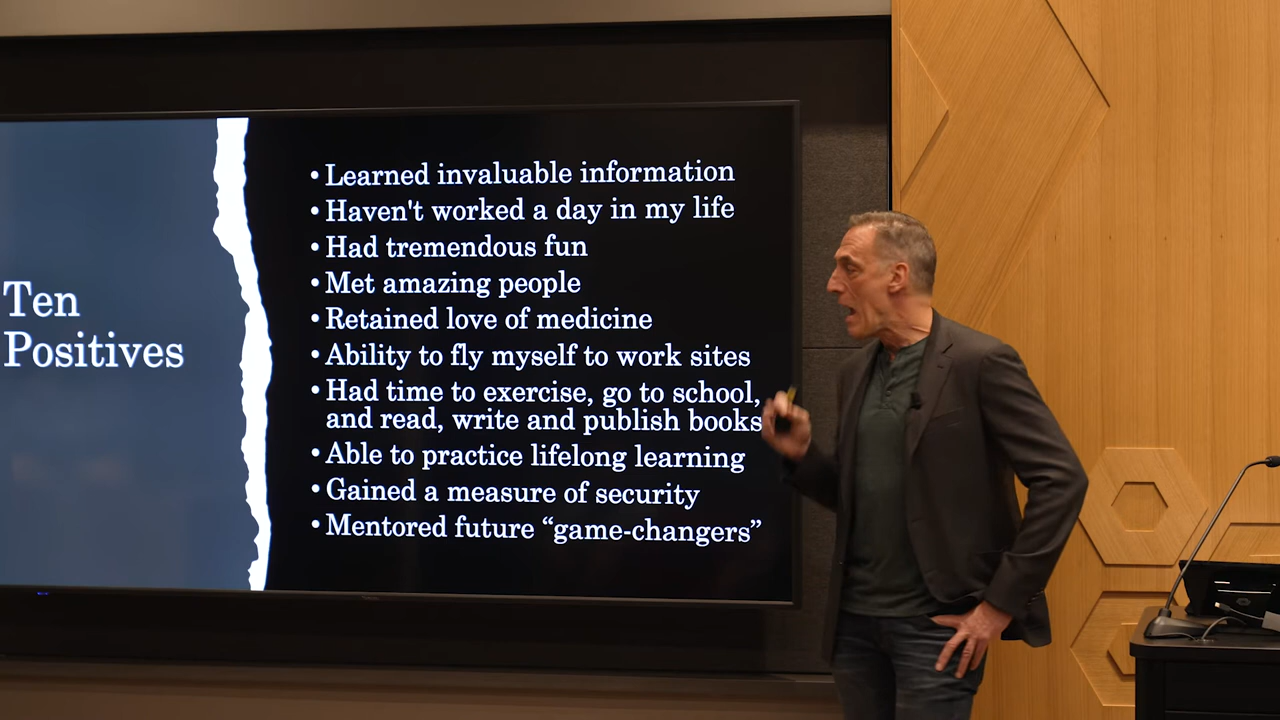 Ten
Positives
• Learned invaluable information
• Haven't worked a day in my life
• Had tremendous fun
• Met amazing people
• Retained love of medicine
• Ability to fly myself to work sites
• Had time to exercise, go to school,
and read, write and publish books
• Able to practice lifelong learning
• Gained a measure of security
• Mentored future “game-changers”